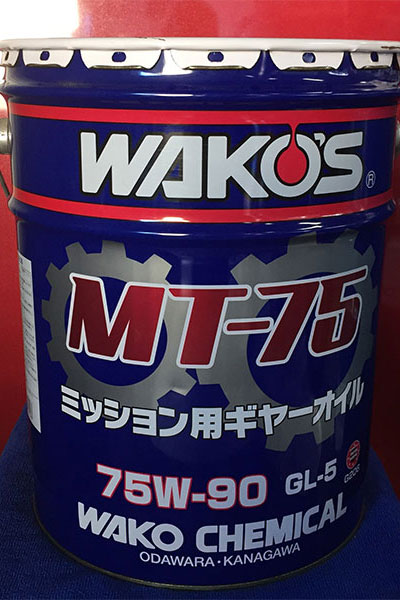 WAKO'S®
MT-75
ミッション用ギヤーオイル
75W-90 GL-5
G206
WAKO CHEMICAL
ODAWARA・KANAGAWA